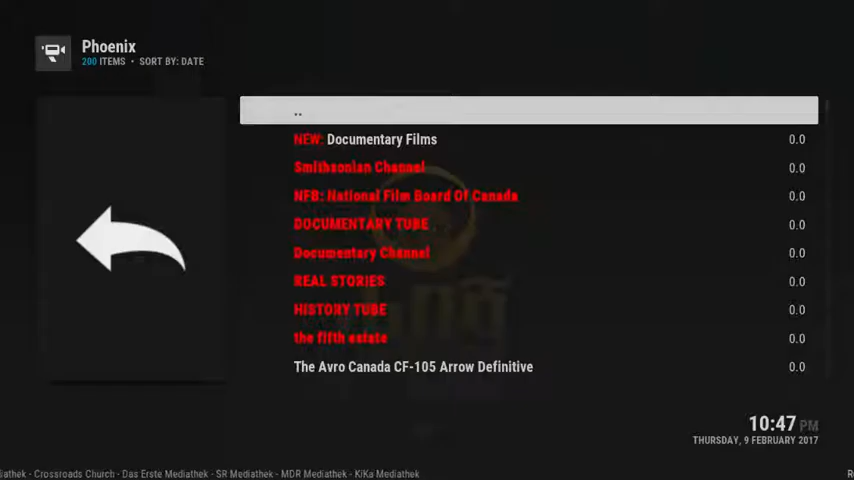 Phoenix
200 ITEMS • SORT BY: DATE
..
NEW: Documentary Films 0.0
Smithsonian Channel 0.0
NFB: National Film Board Of Canada 0.0
DOCUMENTARY TUBE 0.0
Documentary Channel 0.0
REAL STORIES 0.0
HISTORY TUBE 0.0
the fifth estate 0.0
The Avro Canada CF-105 Arrow Definitive 0.0
10:47 PM
THURSDAY, 9 FEBRUARY 2017
iathek - Crossroads Church - Das Erste Mediathek - SR Mediathek - MDR Mediathek - KiKa Mediathek